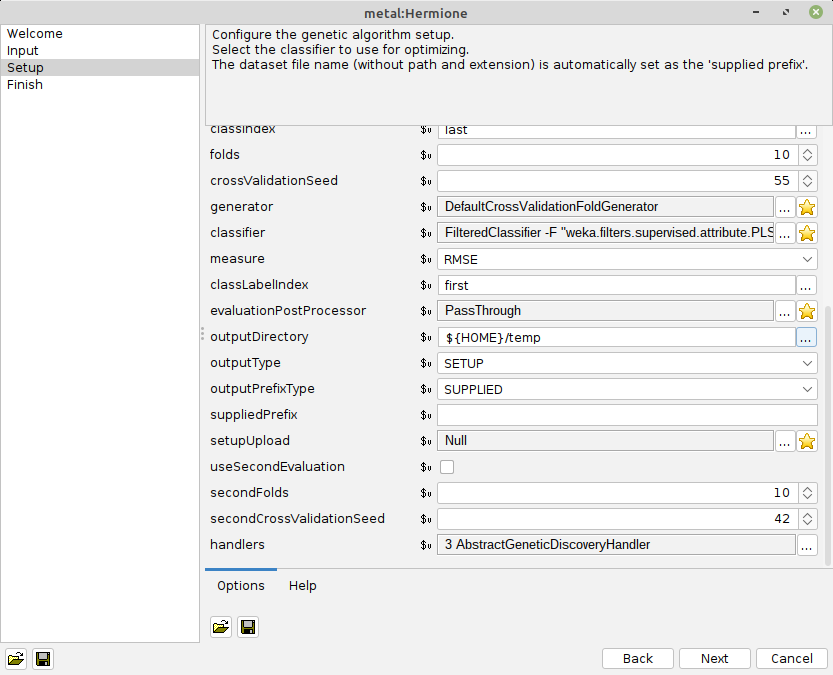 metal:Hermione
Welcome
Input
Setup
Finish
Configure the genetic algorithm setup.
Select the classifier to use for optimizing.
The dataset file name (without path and extension) is automatically set as the 'supplied prefix'.
classIndex $v last ...
folds $v 10
crossValidationSeed $v 55
generator $v DefaultCrossValidationFoldGenerator ...
classifier $v FilteredClassifier -F "weka.filters.supervised.attribute.PLS ...
measure $v RMSE
classLabelIndex $v first ...
evaluationPostProcessor $v PassThrough ...
outputDirectory $v ${HOME}/temp ...
outputType $v SETUP
outputPrefixType $v SUPPLIED
suppliedPrefix $v
setupUpload $v Null ...
useSecondEvaluation $v
secondFolds $v 10
secondCrossValidationSeed $v 42
handlers $v 3 AbstractGeneticDiscoveryHandler ...
Options Help
Back Next Cancel